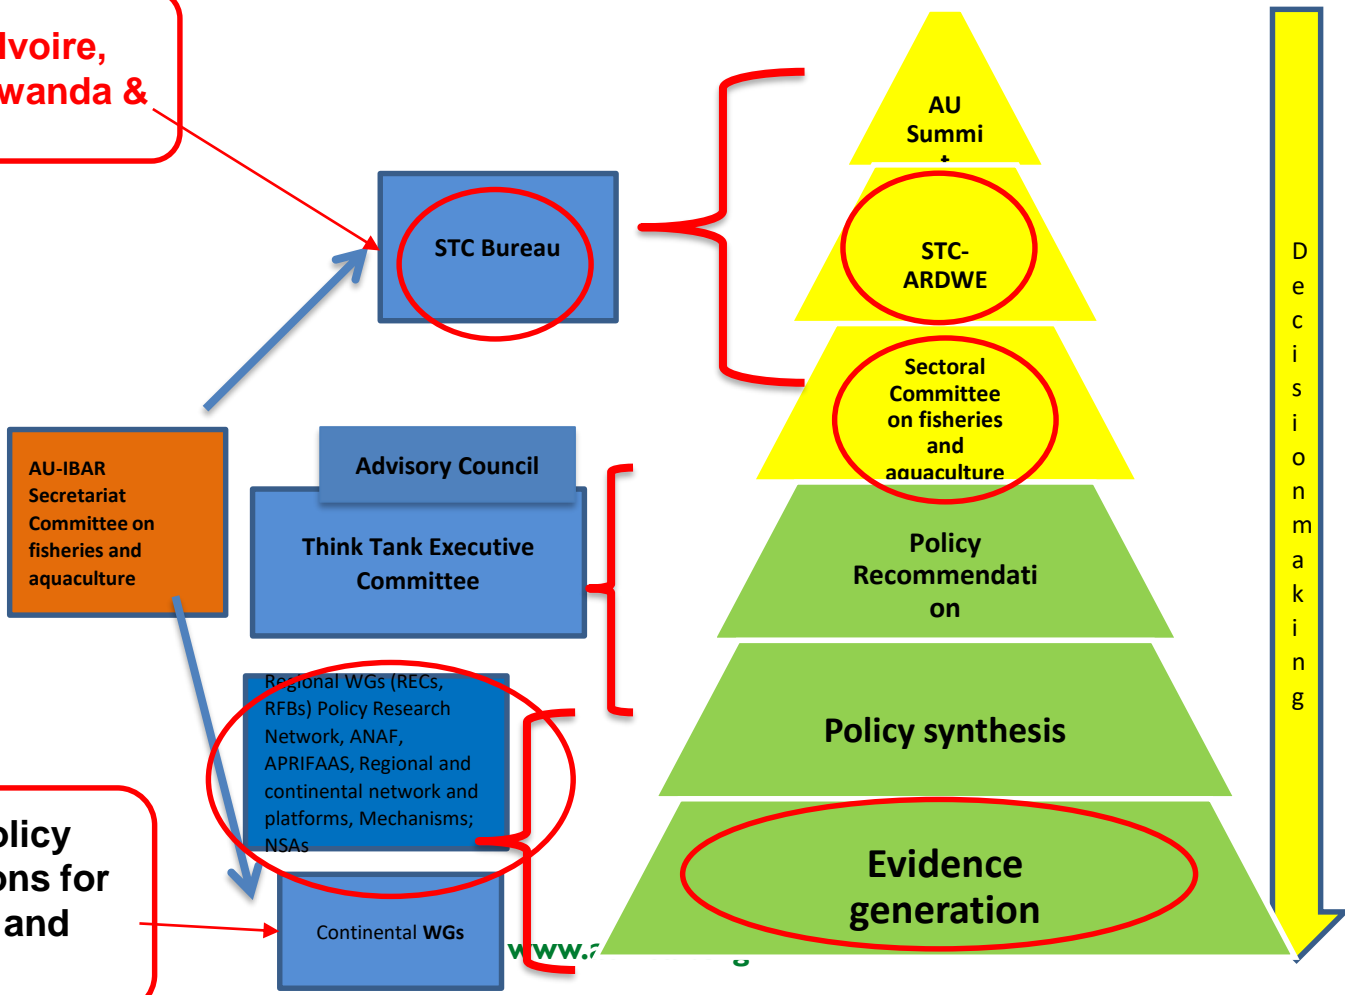 Ivoire,
wanda &
STC Bureau
AU-IBAR
Secretariat
Committee on
fisheries and
aquaculture
Advisory Council
Think Tank Executive
Committee
Regional WGs (RECs,
RFBs) Policy Research
Network, ANAF,
APRIFAAS, Regional and
continental network and
platforms, Mechanisms;
NSAs
olicy
ons for
and
Continental WGs
www.a
AU
Summi
t
STC-
ARDWE
Sectoral
Committee
on fisheries
and
aquaculture
Policy
Recommendati
on
Policy synthesis
Evidence
generation
D
e
c
i
s
i
o
n
m
a
k
i
n
g